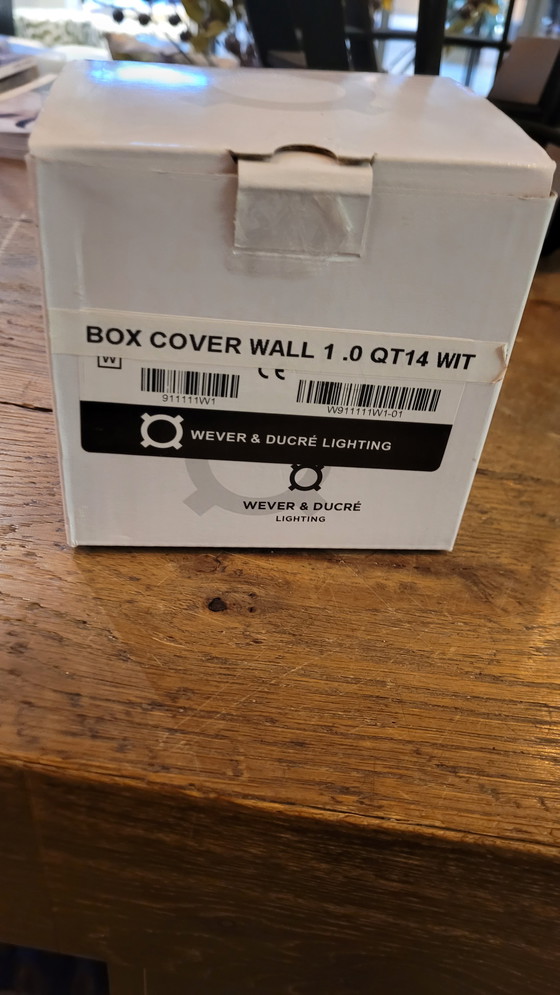 BOX COVER WALL 1.0 QT14 WIT
W
CE
911111W1
W911111W1-01
WEVER & DUCRÉ LIGHTING
WEVER & DUCRÉ
LIGHTING